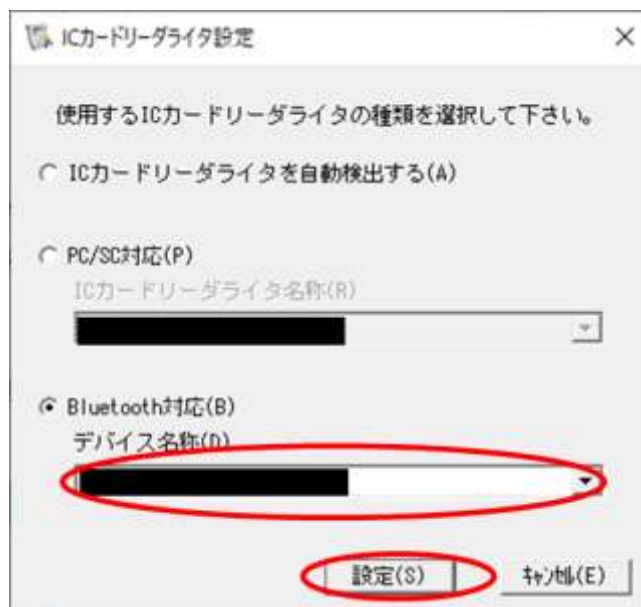 ICカードリーダライタ設定
使用するICカードリーダライタの種類を選択して下さい。
ICカードリーダライタを自動検出する(A)
PC/SC対応(P)
ICカードリーダライタ名称(R)
Bluetooth対応(B)
デバイス名称(D)
設定(S) ｷｬﾝｾﾙ(E)